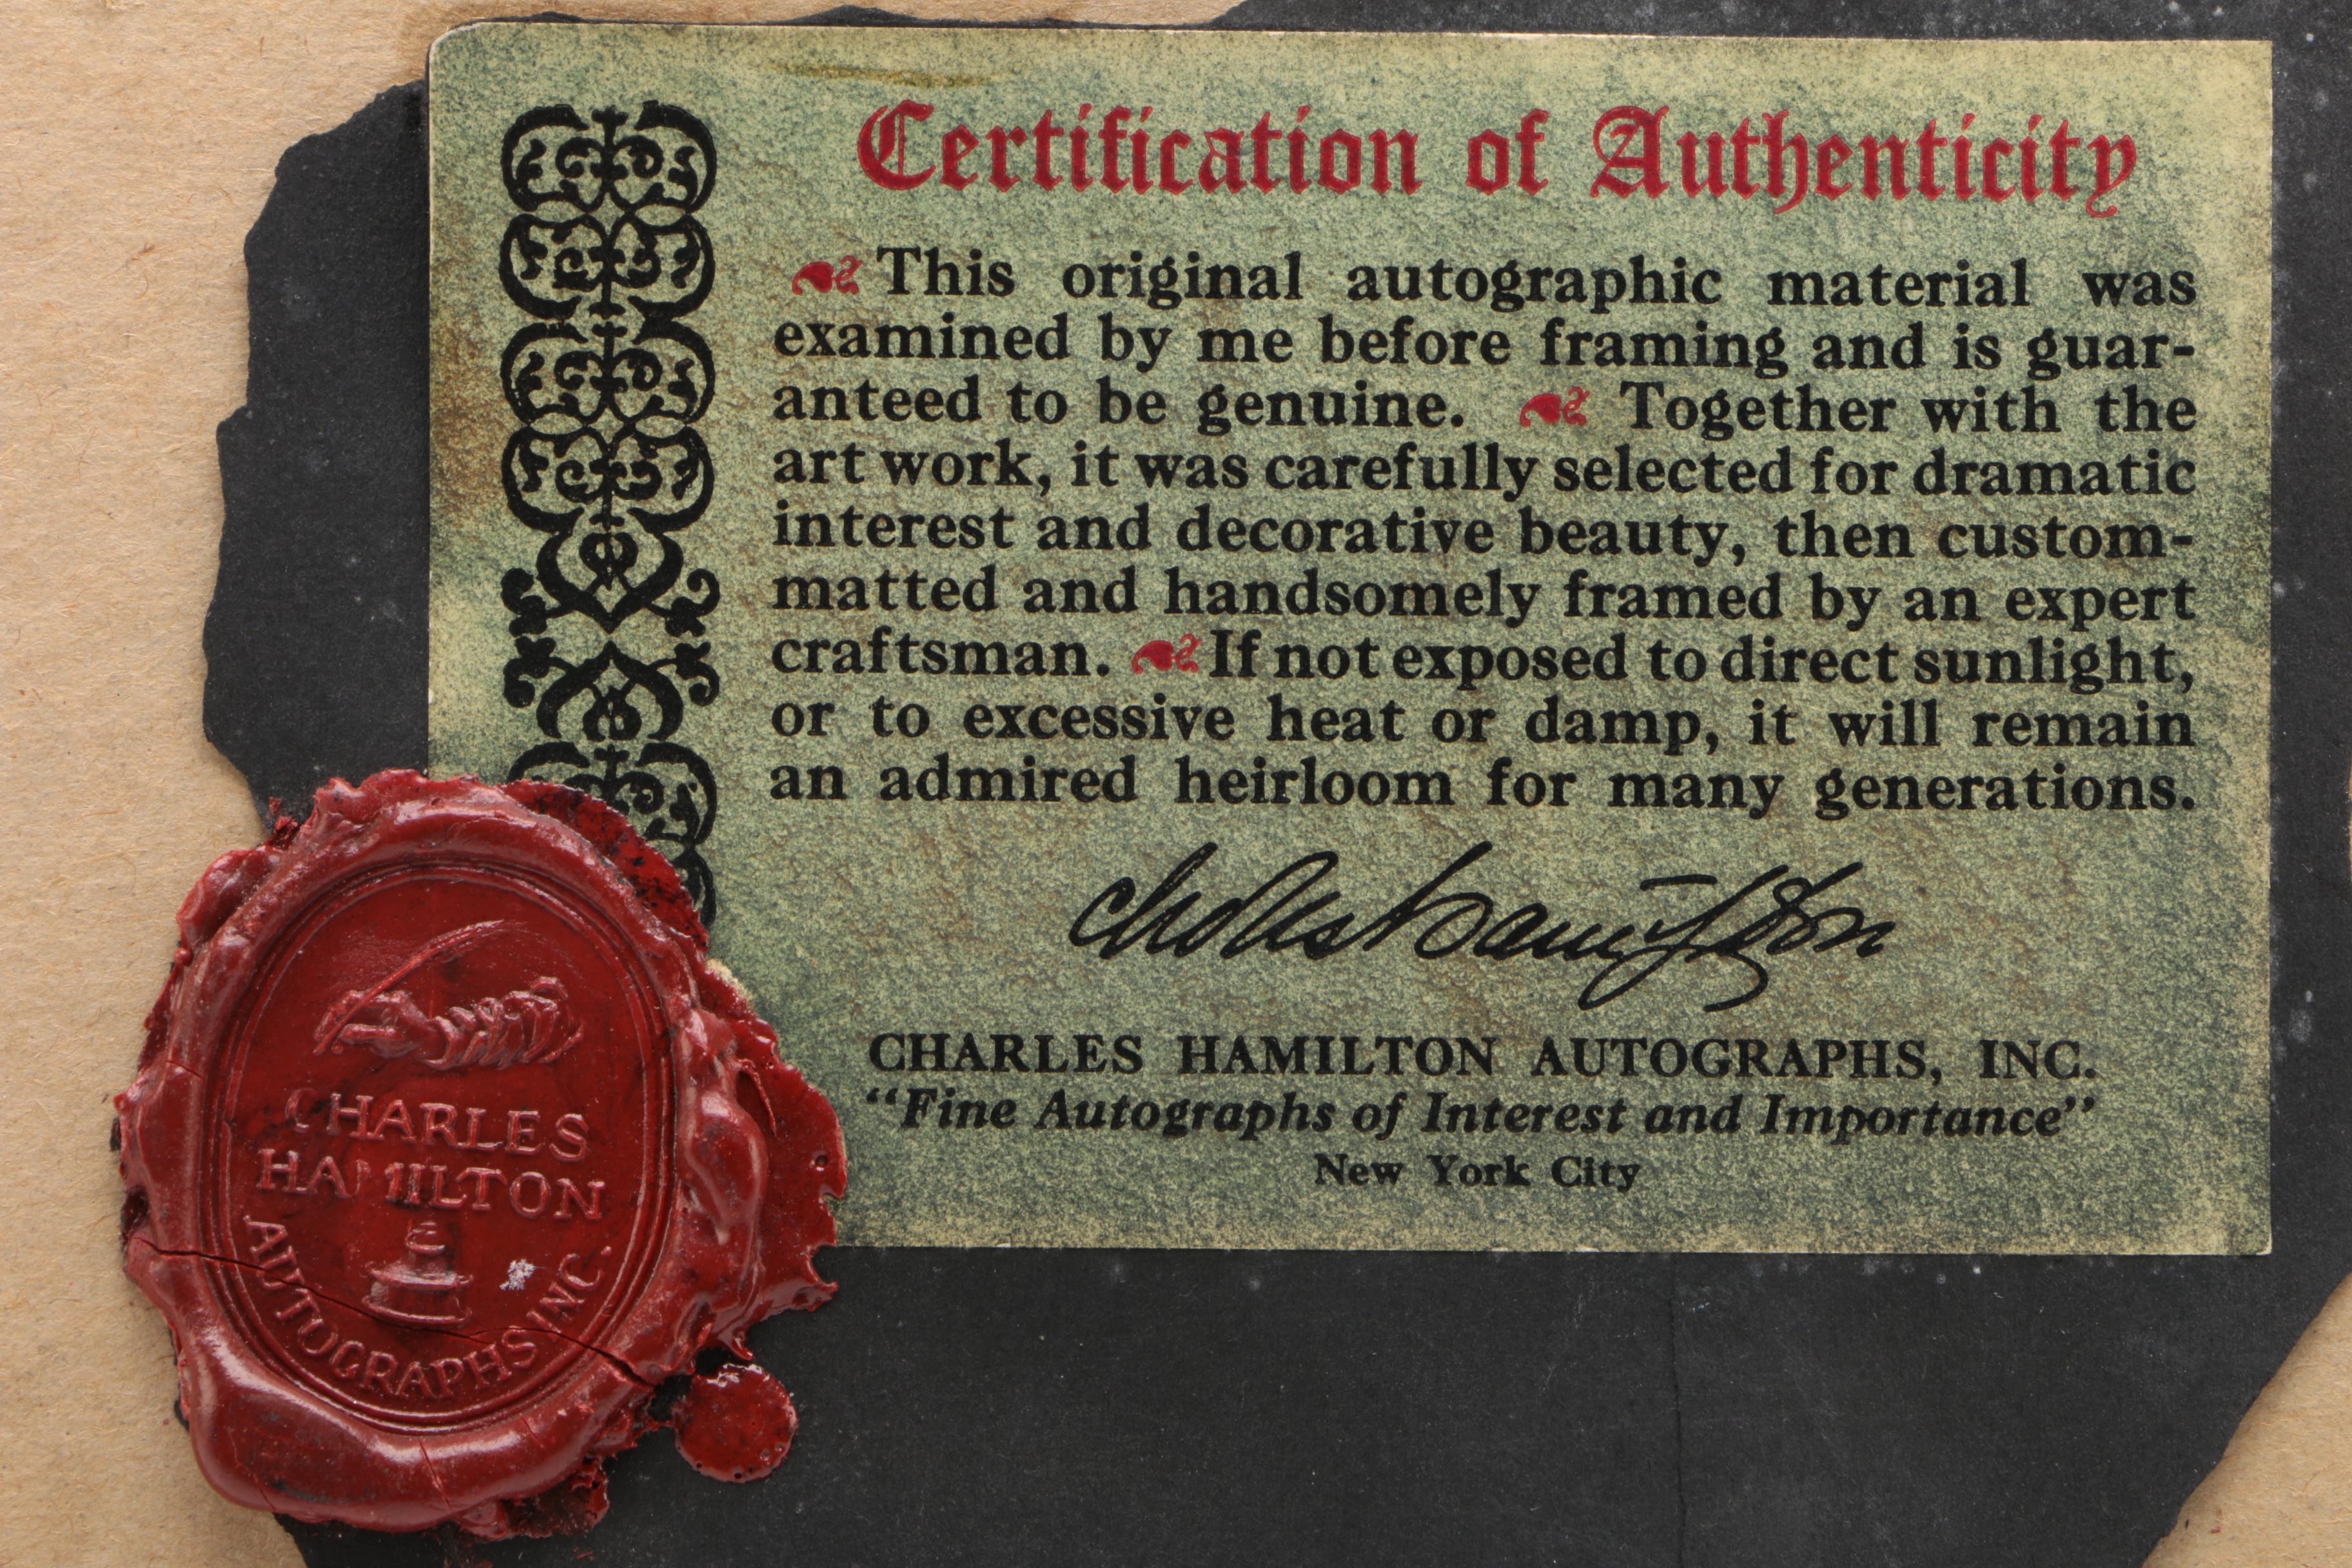 Certification of Authenticity
This original autographic material was
examined by me before framing and is guar-
anteed to be genuine. Together with the
art work, it was carefully selected for dramatic
interest and decorative beauty, then custom-
matted and handsomely framed by an expert
craftsman. If not exposed to direct sunlight,
or to excessive heat or damp, it will remain
an admired heirloom for many generations.
Charles Hamilton
CHARLES HAMILTON AUTOGRAPHS, INC.
“Fine Autographs of Interest and Importance”
New York City
CHARLES
HAMILTON
AUTOGRAPHS INC.